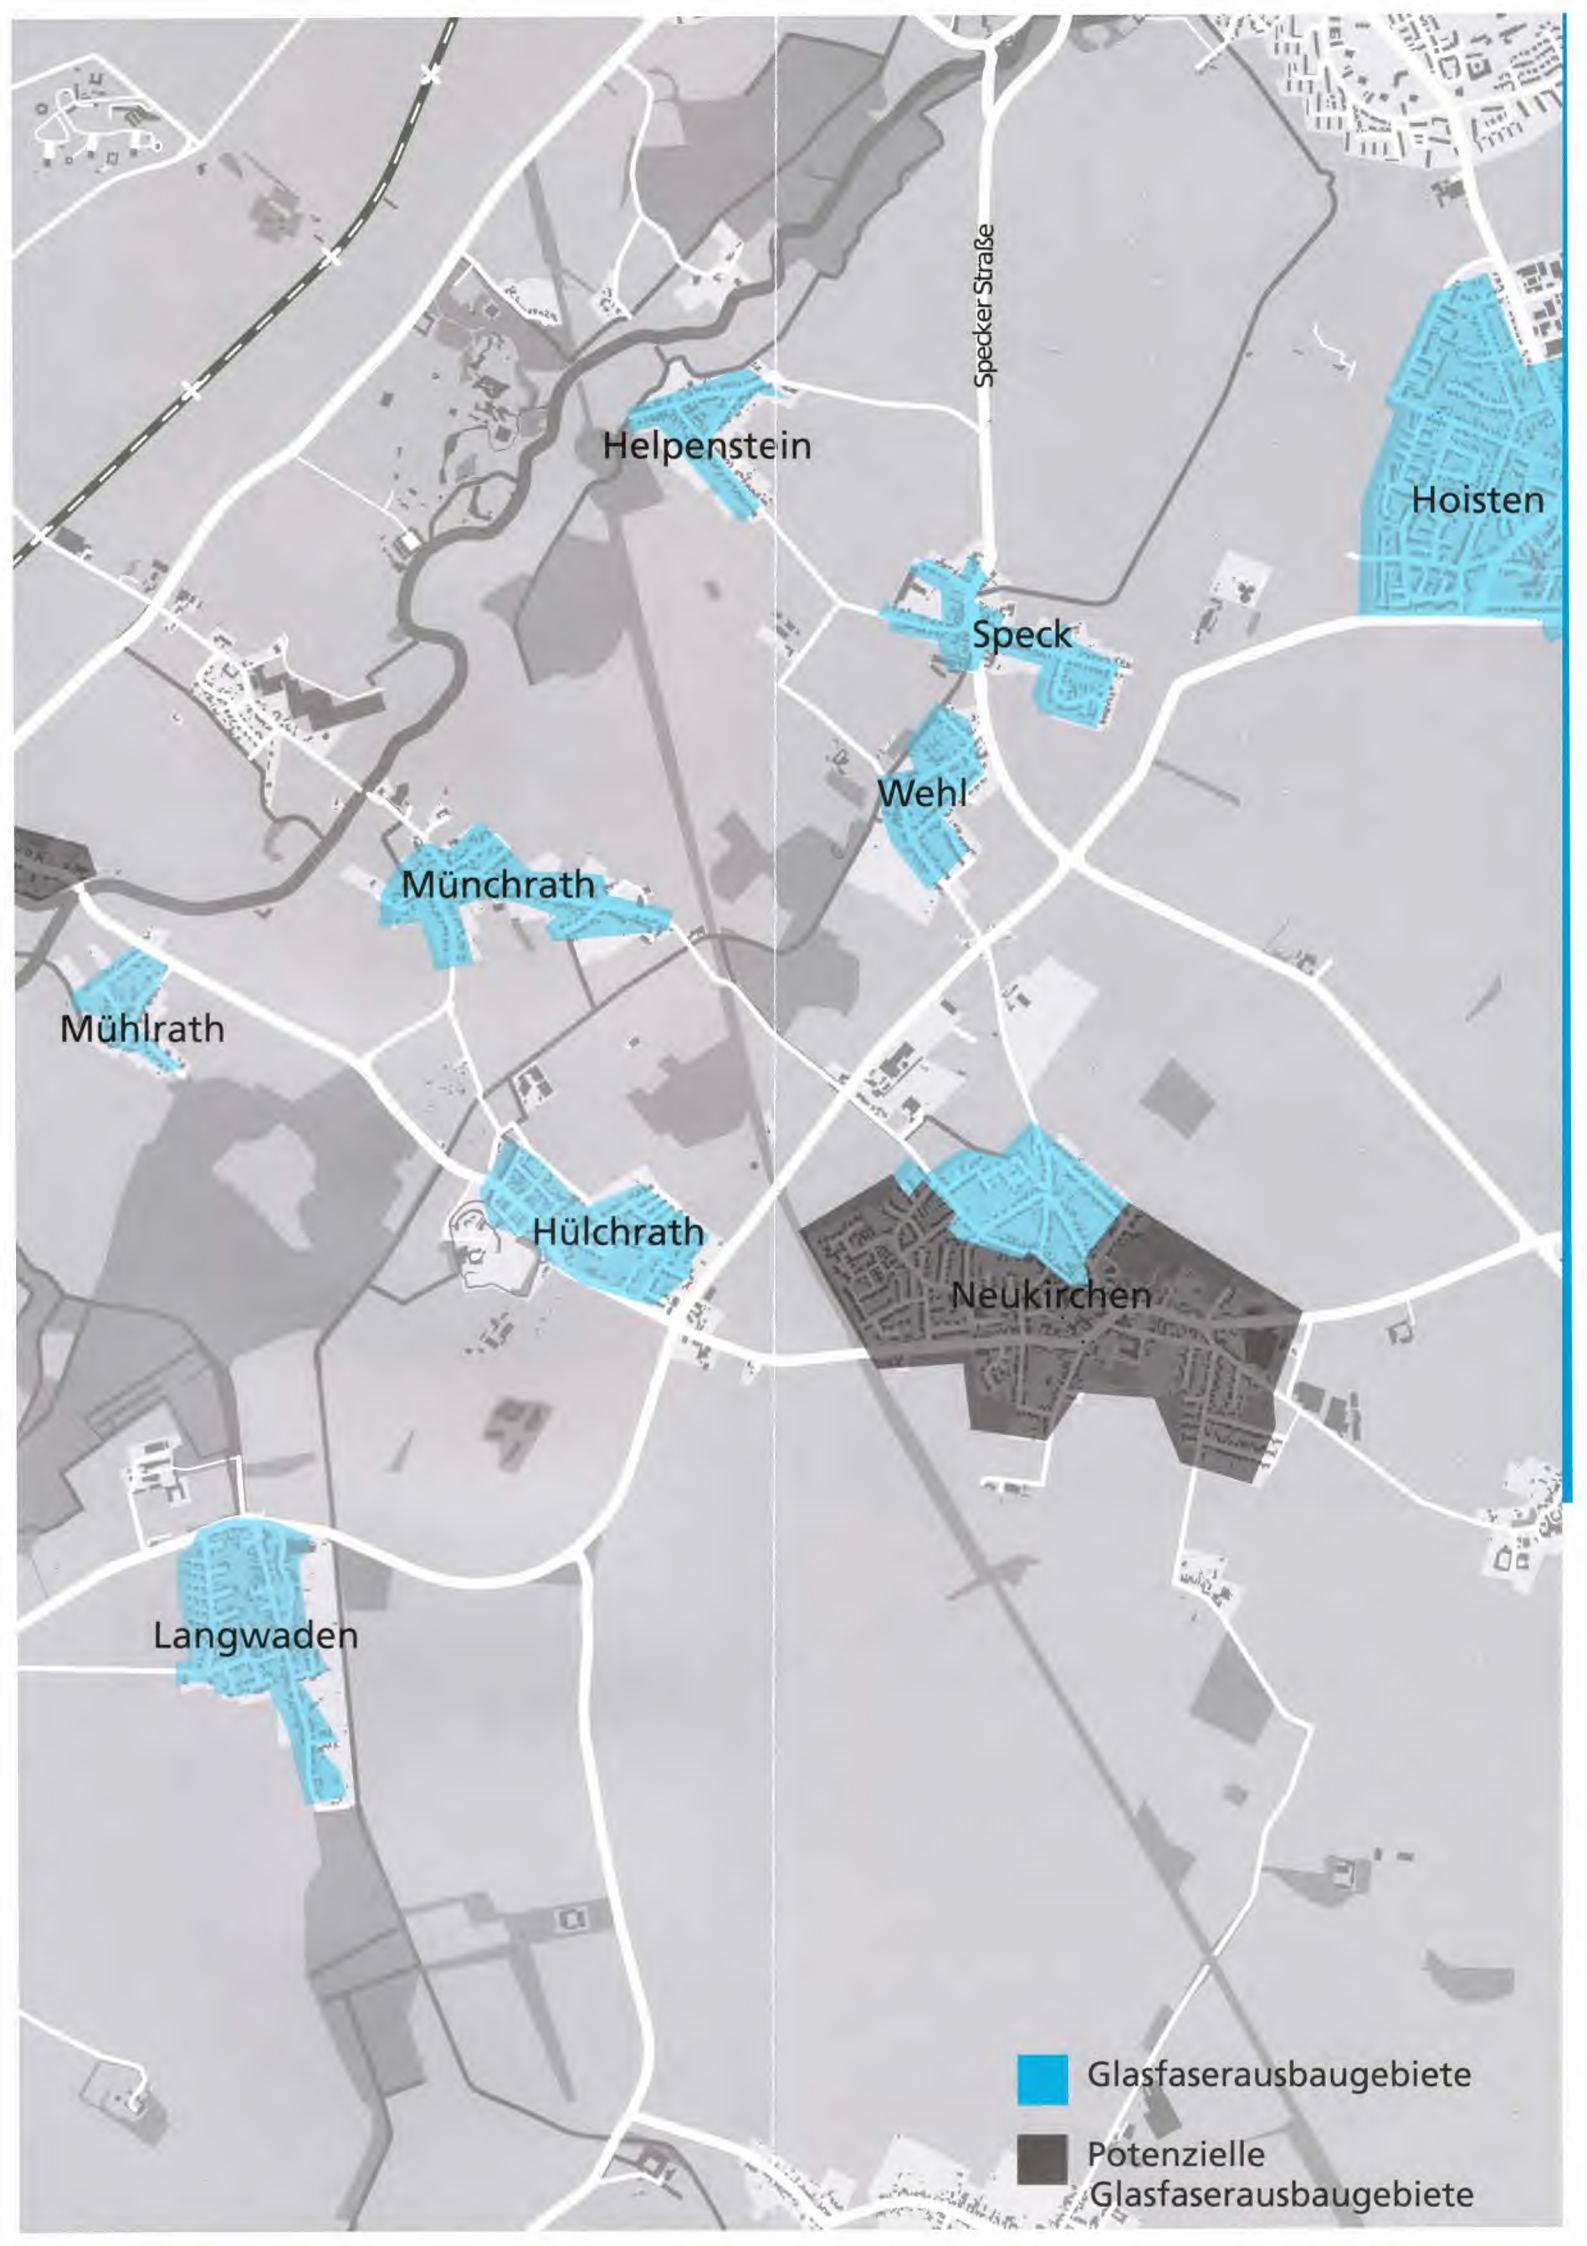 Specker Straße
Helpenstein
Hoisten
Speck
Wehl
Münchrath
Mühlrath
Hülchrath
Neukirchen
Langwaden
Glasfaserausbaugebiete
Potenzielle
Glasfaserausbaugebiete